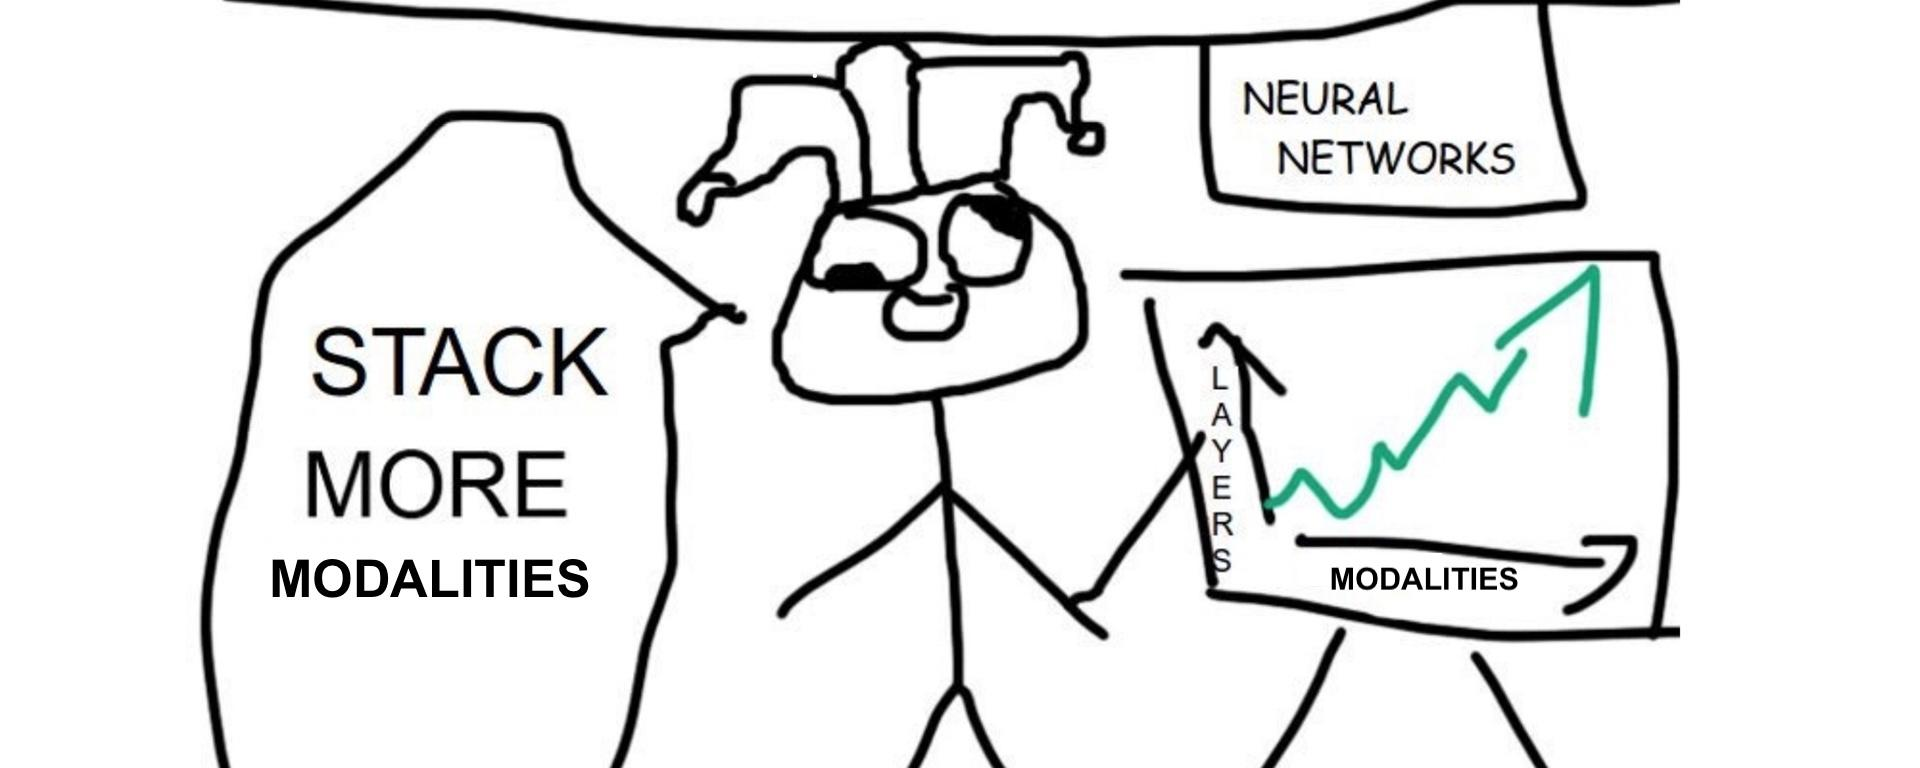 STACK
MORE
MODALITIES
NEURAL
NETWORKS
LAYERS
MODALITIES